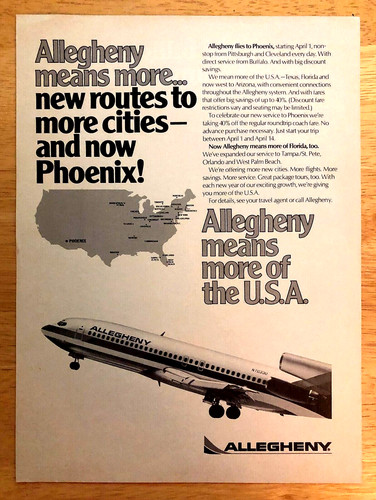 Allegheny
means more...
new routes to
more cities—
and now
Phoenix!
PHOENIX
Allegheny flies to Phoenix, starting April 1, non-
stop from Pittsburgh and Cleveland every day. With
direct service from Buffalo. And with big discount
savings.
We mean more of the U.S.A.—Texas, Florida and
now west to Arizona, with convenient connections
throughout the Allegheny system. And with fares
that offer big savings of up to 40%. (Discount fare
restrictions vary and seating may be limited.)
To celebrate our new service to Phoenix we're
taking 40% off the regular roundtrip coach fare. No
advance purchase necessary. Just start your trip
between April 1 and April 14.
Now Allegheny means more of Florida, too.
We've expanded our service to Tampa/St. Pete,
Orlando and West Palm Beach.
We're offering more new cities. More flights. More
savings. More service. Great package tours, too. With
each new year of our exciting growth, we're giving
you more of the U.S.A.
For details, see your travel agent or call Allegheny.
Allegheny
means
more of
the U.S.A.
ALLEGHENY
ALLEGHENY